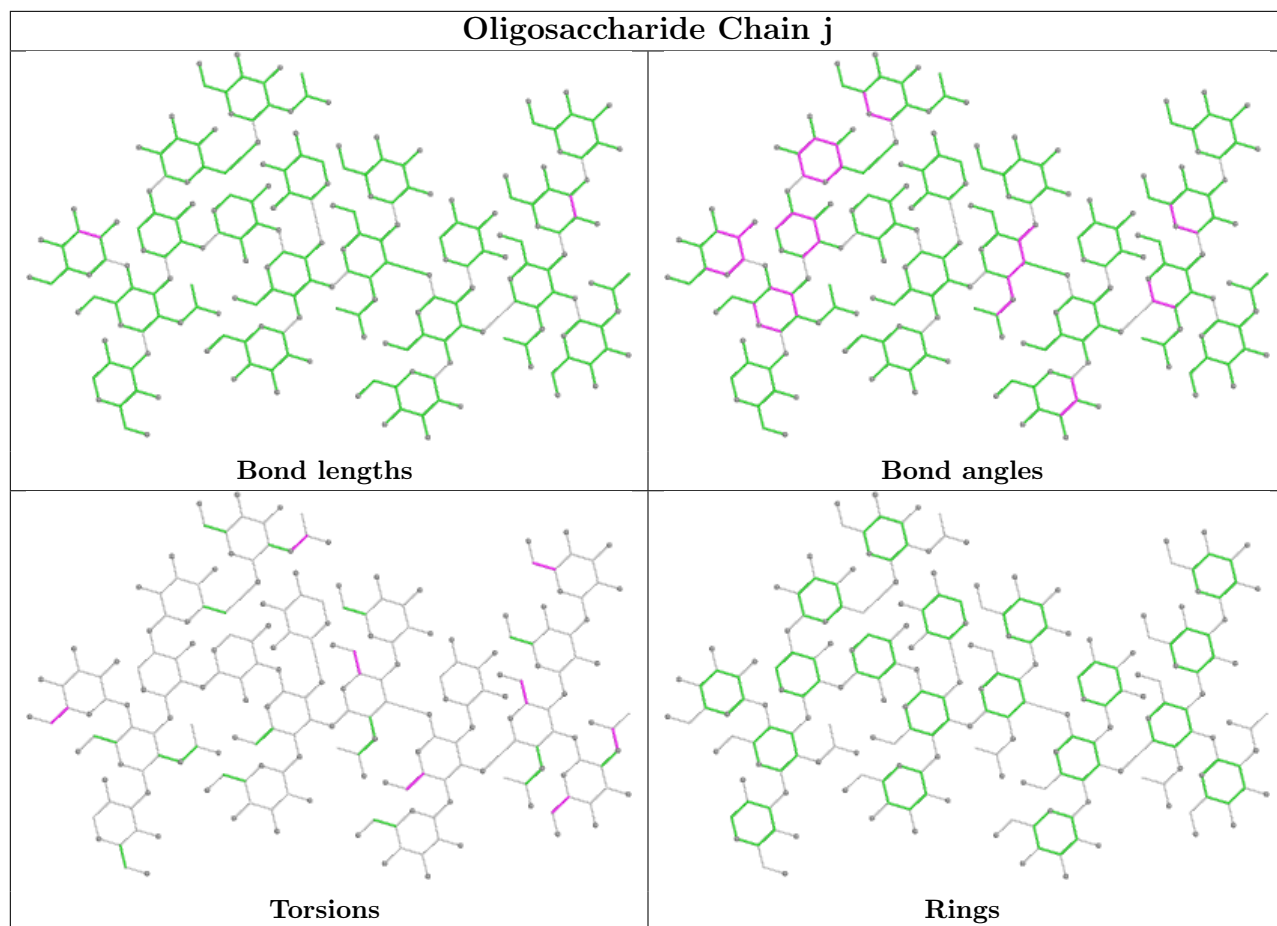 Oligosaccharide Chain j
Bond lengths
Bond angles
Torsions
Rings